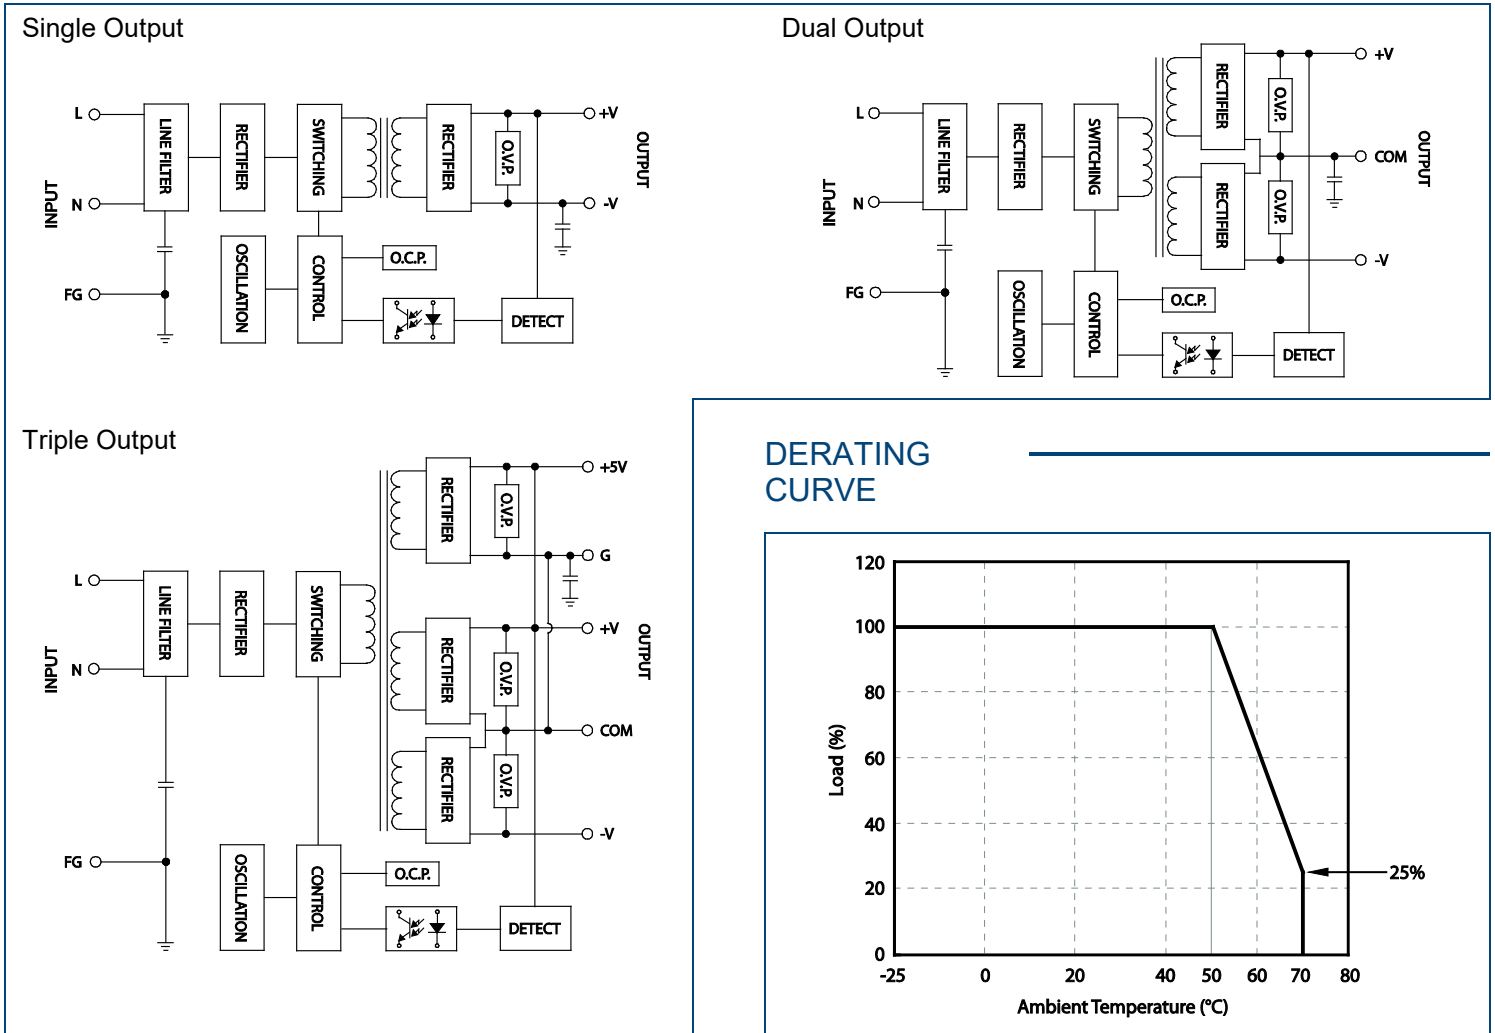 Single Output
L
N
FG
INPUT
LINE FILTER
RECTIFIER
SWITCHING
RECTIFIER
O.V.P.
+V
-V
OUTPUT
OSCILLATION
CONTROL
O.C.P.
DETECT
Dual Output
L
N
FG
INPUT
LINE FILTER
RECTIFIER
SWITCHING
RECTIFIER
RECTIFIER
O.V.P.
O.V.P.
+V
COM
-V
OUTPUT
OSCILLATION
CONTROL
O.C.P.
DETECT
Triple Output
L
N
FG
INPUT
LINE FILTER
RECTIFIER
SWITCHING
RECTIFIER
RECTIFIER
RECTIFIER
O.V.P.
O.V.P.
O.V.P.
+5V
G
+V
COM
-V
OUTPUT
OSCILLATION
CONTROL
O.C.P.
DETECT
DERATING
CURVE
120
100
80
60
40
20
0
Load (%)
25%
-25
0
20
40
50
60
70
80
Ambient Temperature (°C)